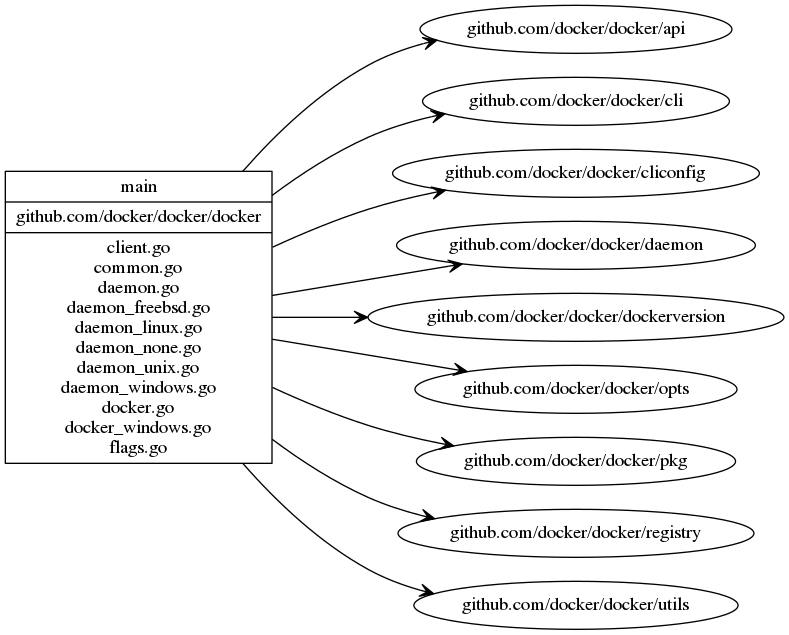 main
github.com/docker/docker/docker
client.go
common.go
daemon.go
daemon_freebsd.go
daemon_linux.go
daemon_none.go
daemon_unix.go
daemon_windows.go
docker.go
docker_windows.go
flags.go
github.com/docker/docker/api
github.com/docker/docker/cli
github.com/docker/docker/cliconfig
github.com/docker/docker/daemon
github.com/docker/docker/dockerversion
github.com/docker/docker/opts
github.com/docker/docker/pkg
github.com/docker/docker/registry
github.com/docker/docker/utils